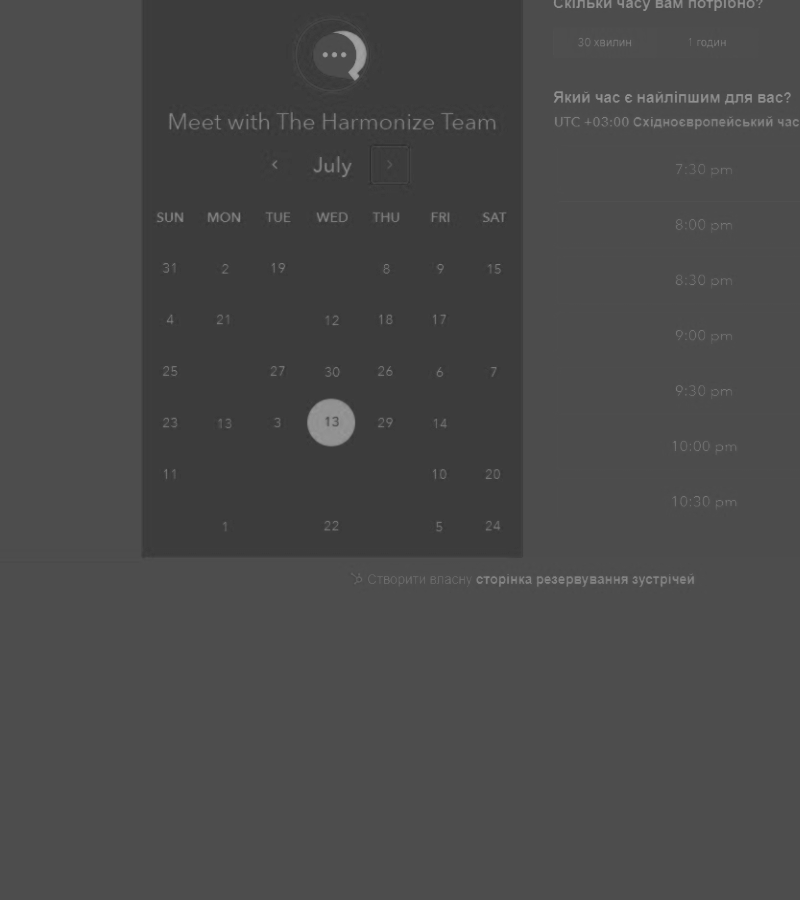 Meet with The Harmonize Team
July
SUN MON TUE WED THU FRI SAT
31 2 19 8 9 15
4 21 12 18 17
25 27 30 26 6 7
23 13 3 13 29 14
11 10 20
1 22 5 24
Скільки часу вам потрібно?
30 хвилин 1 годин
Який час є найліпшим для вас?
UTC +03:00 Східноєвропейський час
7:30 pm
8:00 pm
8:30 pm
9:00 pm
9:30 pm
10:00 pm
10:30 pm
Створити власну сторінка резервування зустрічей